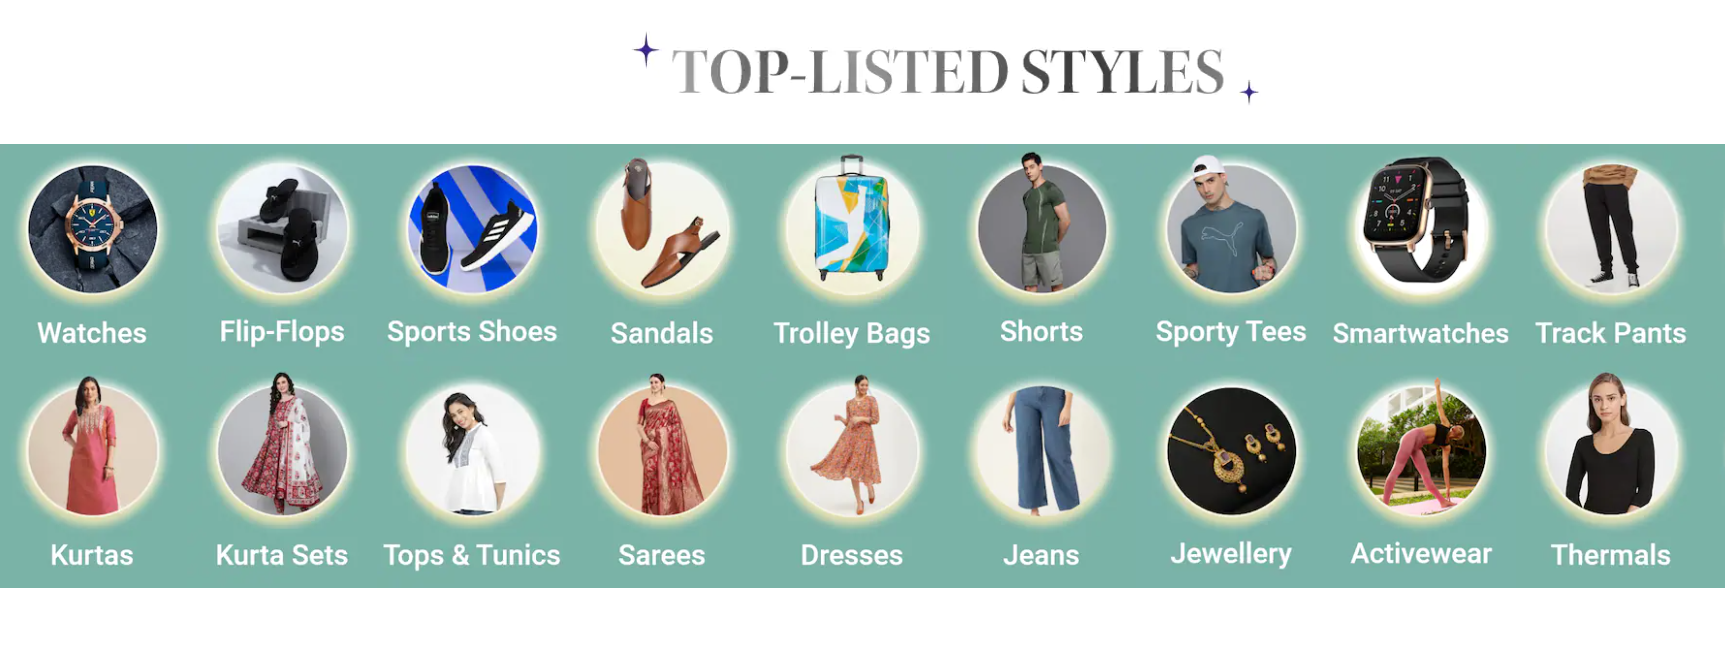 TOP-LISTED STYLES
Watches
Flip-Flops
Sports Shoes
Sandals
Trolley Bags
Shorts
Sporty Tees
Smartwatches
Track Pants
Kurtas
Kurta Sets
Tops & Tunics
Sarees
Dresses
Jeans
Jewellery
Activewear
Thermals